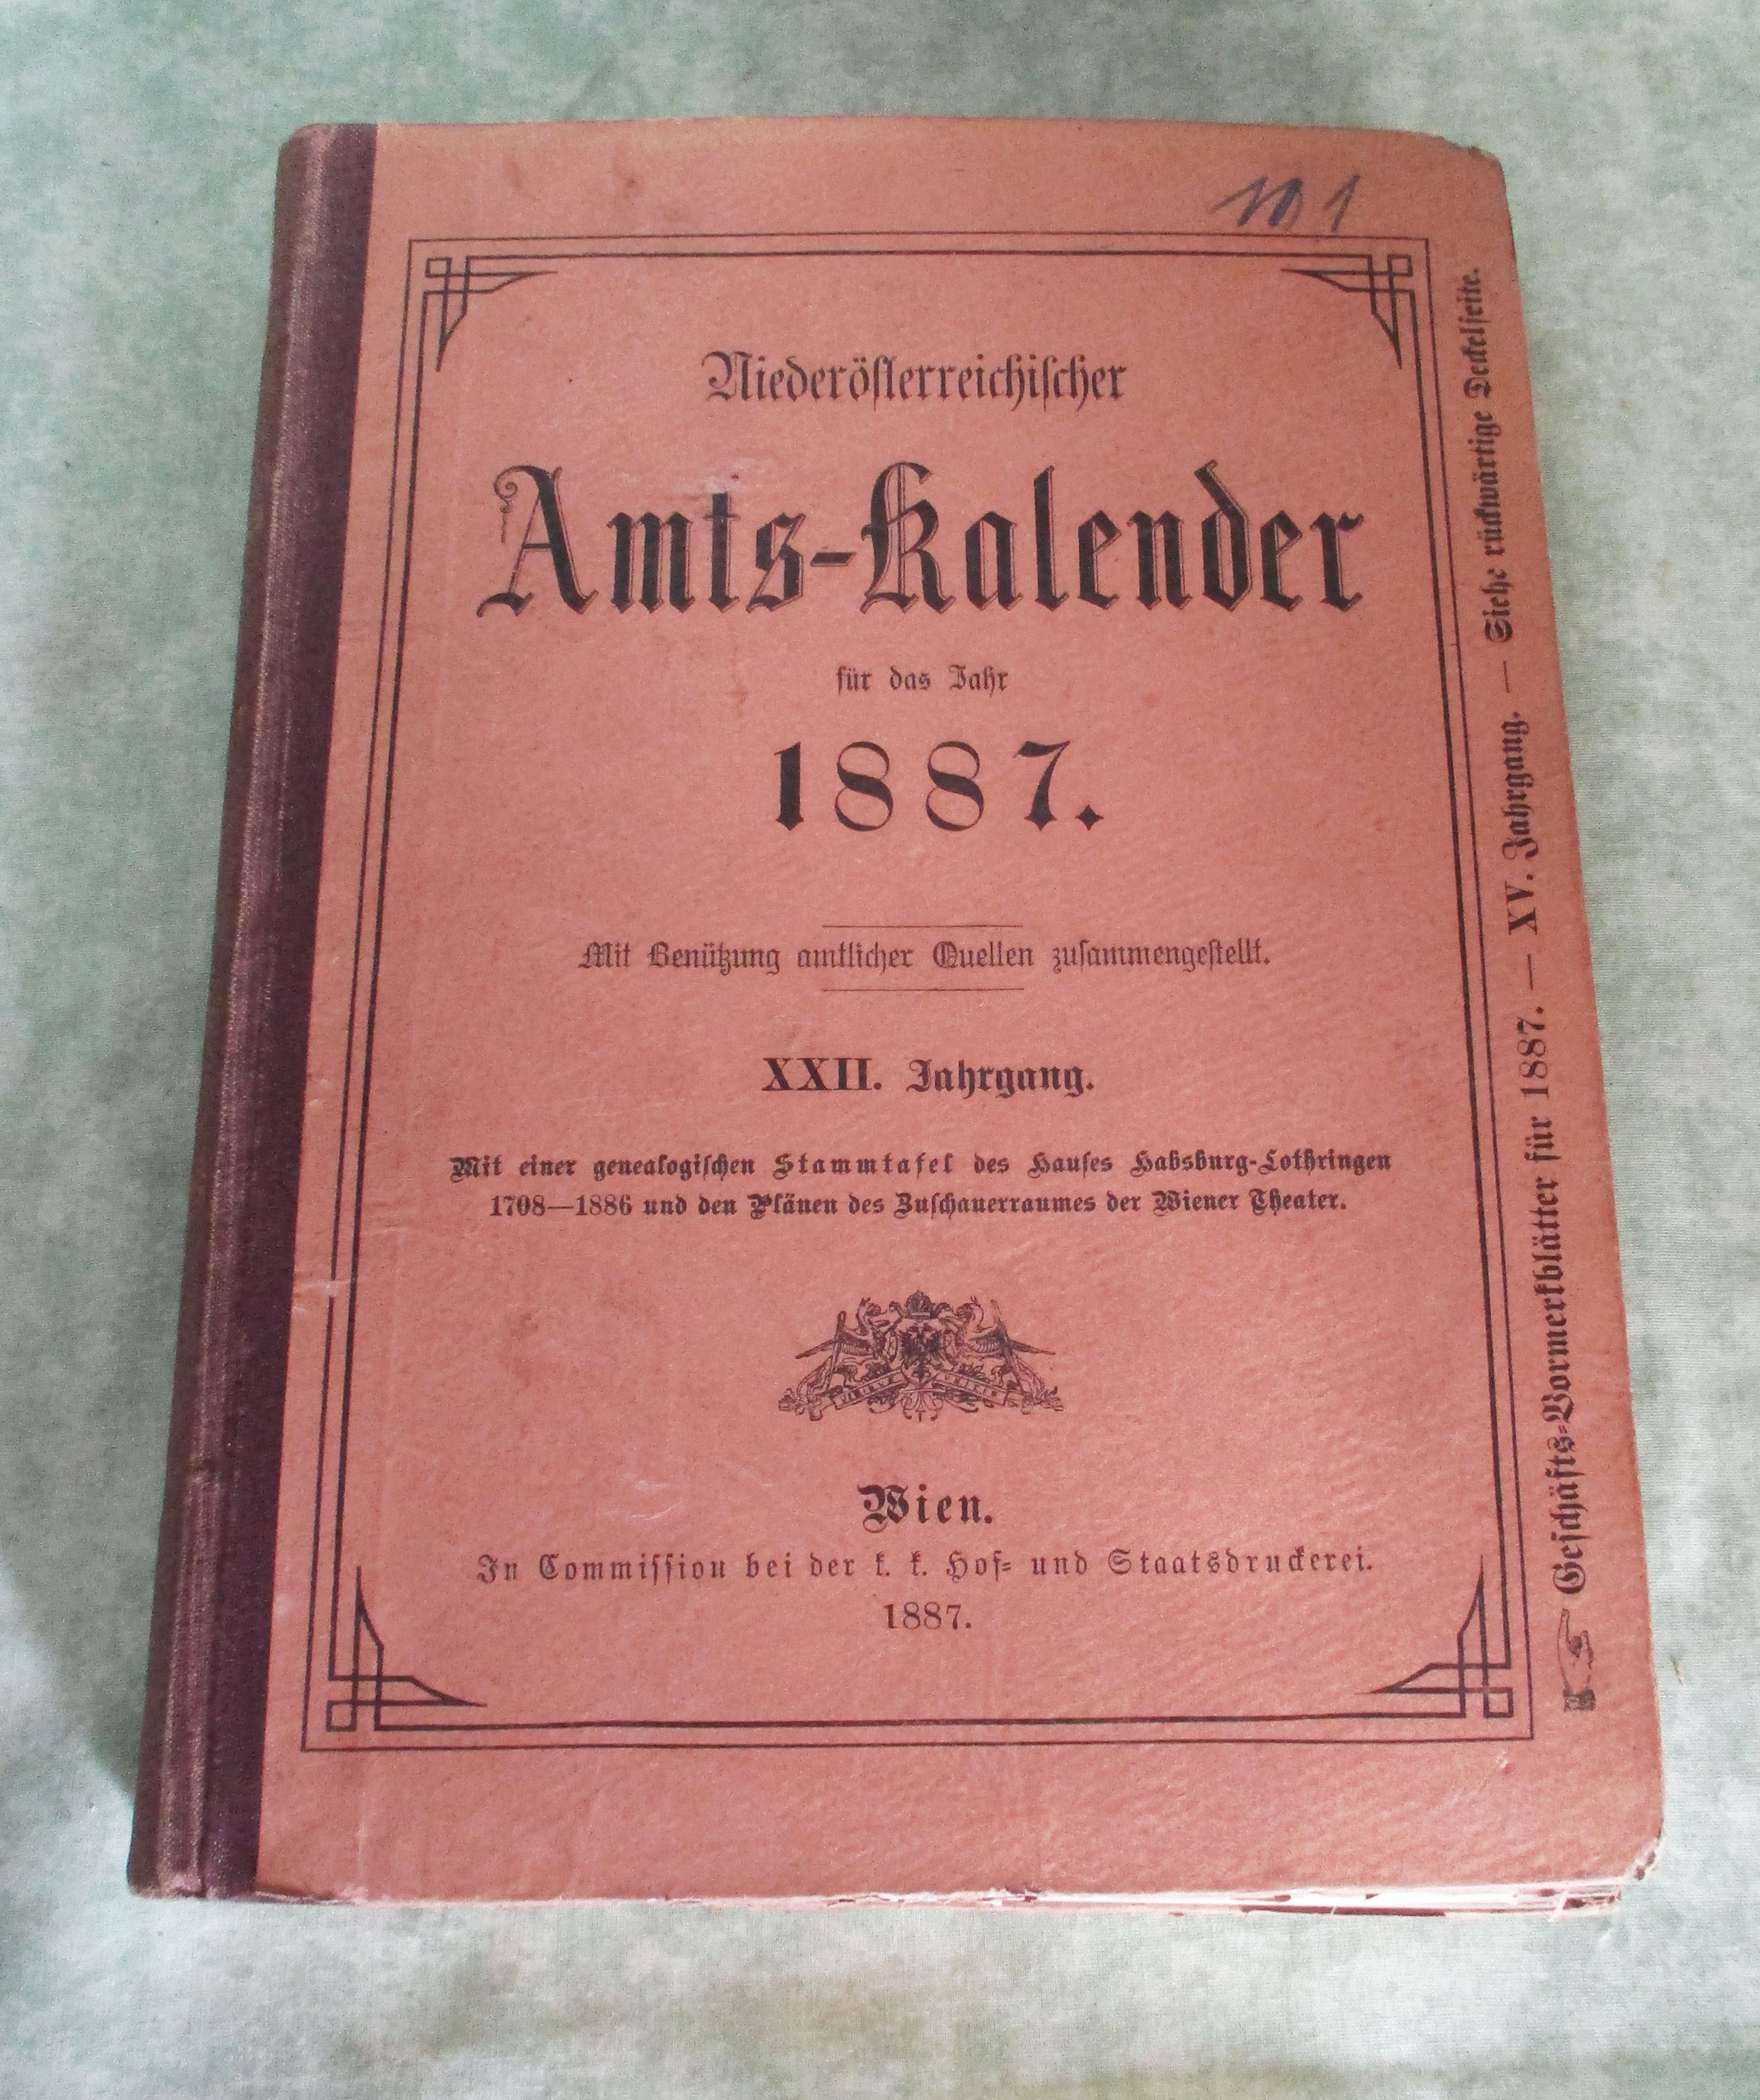 101
Niederösterreichischer
Amts-Kalender
für das Jahr
1887.
Mit Benützung amtlicher Quellen zusammengestellt.
XXII. Jahrgang.
Mit einer genealogischen Stammtafel des Hauses Habsburg-Lothringen
1708—1886 und den Plänen des Zuschauerraumes der Wiener Theater.
VIRIBUS UNITIS
Wien.
In Commission bei der k. k. Hof- und Staatsdruckerei.
1887.
Geschäfts-Vormerkblätter für 1887. — XV. Jahrgang. — Siehe rückwärtige Deckelseite.